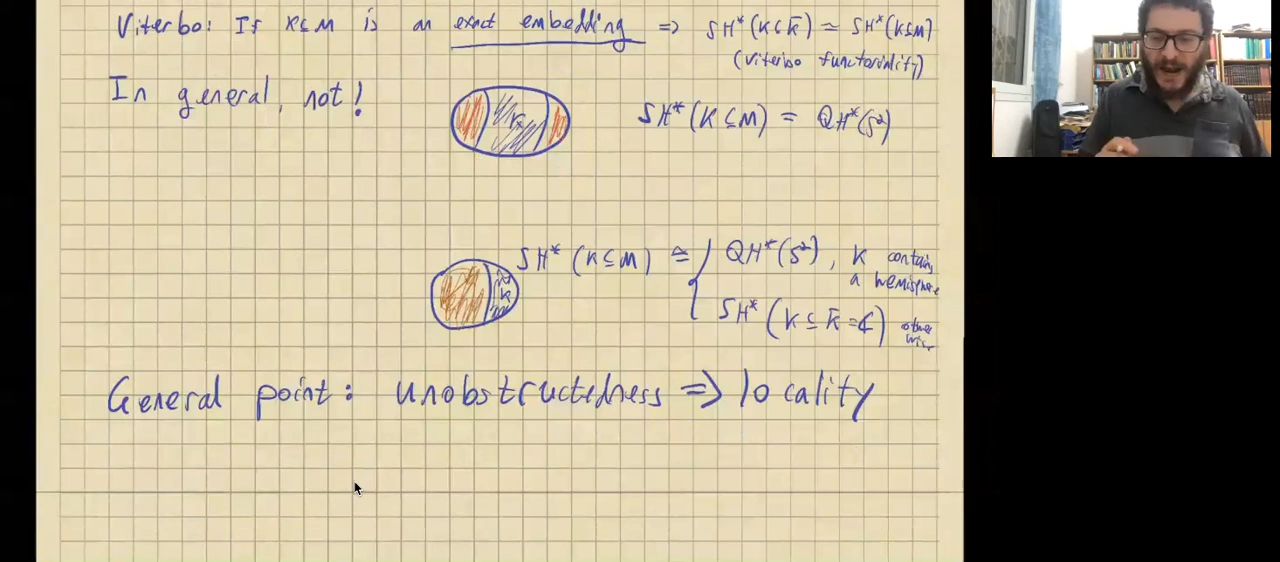 Viterbo: If K⊆M is an exact embedding ⇒ SH*(K⊆K̂) ≃ SH*(K⊆M)
(Viterbo functoriality)
In general, not!
K
SH*(K⊆M) = QH*(S²)
SH*(K⊆M) ≅ { QH*(S²), K contains a hemisphere
K
SH*(K⊆K̂=ℂ) otherwise
General point: unobstructedness ⇒ locality